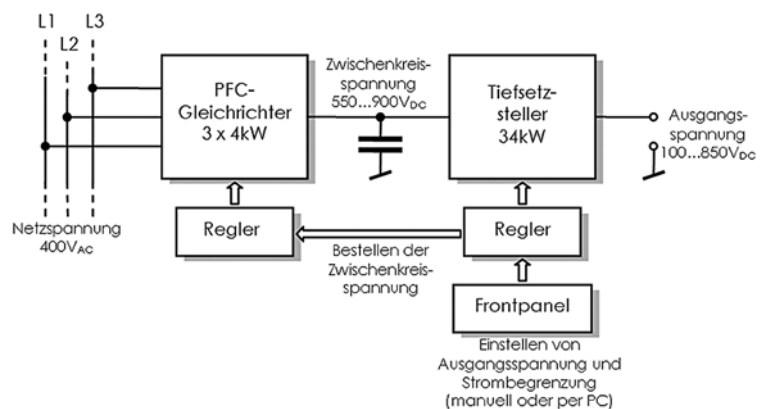 L1
L2
L3
PFC-
Gleichrichter
3 x 4kW
Zwischenkreis-
spannung
550...900VDC
Tiefsetz-
steller
34kW
Ausgangs-
spannung
100...850VDC
Netzspannung
400VAC
Regler
Bestellen der
Zwischenkreis-
spannung
Regler
Frontpanel
Einstellen von
Ausgangsspannung und
Strombegrenzung
(manuell oder per PC)